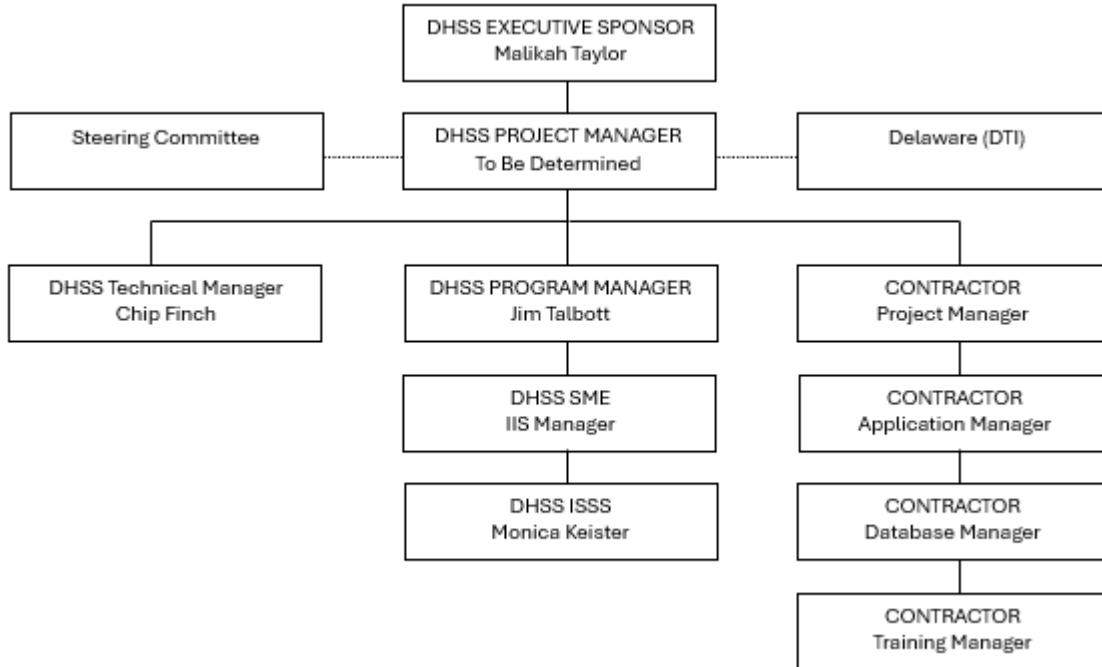 DHSS EXECUTIVE SPONSOR
Malikah Taylor
Steering Committee
DHSS PROJECT MANAGER
To Be Determined
Delaware (DTI)
DHSS Technical Manager
Chip Finch
DHSS PROGRAM MANAGER
Jim Talbott
CONTRACTOR
Project Manager
DHSS SME
IIS Manager
CONTRACTOR
Application Manager
DHSS ISSS
Monica Keister
CONTRACTOR
Database Manager
CONTRACTOR
Training Manager